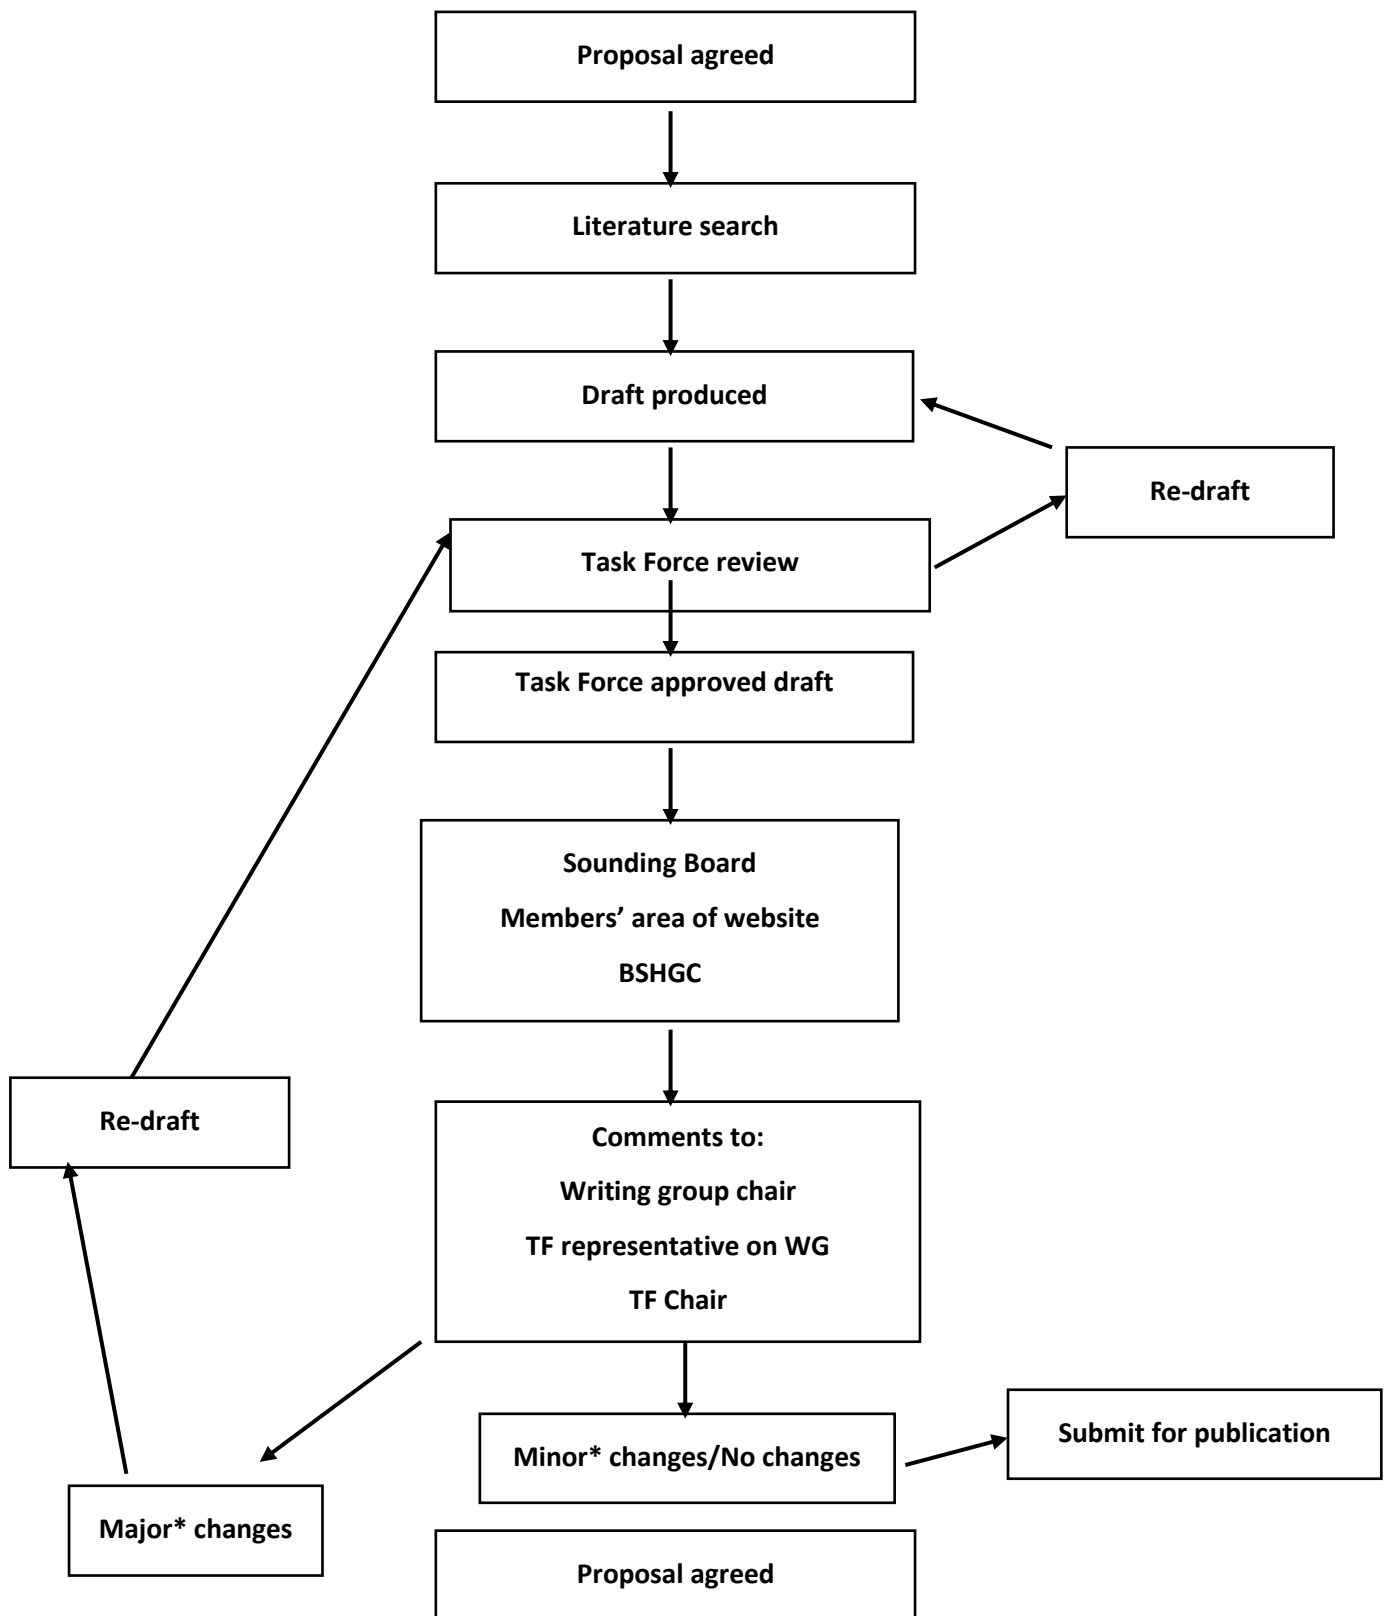 Proposal agreed
Literature search
Draft produced
Re-draft
Task Force review
Task Force approved draft
Sounding Board
Members’ area of website
BSHGC
Re-draft
Comments to:
Writing group chair
TF representative on WG
TF Chair
Minor* changes/No changes
Submit for publication
Major* changes
Proposal agreed